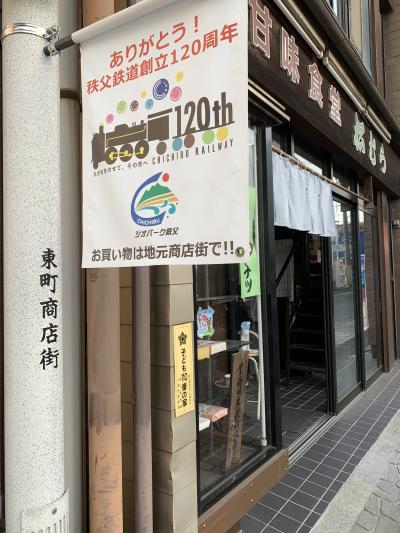 ありがとう!
秩父鉄道創立120周年
120th
CHICHIBU RAILWAY
CHICHIBU
ジオパーク秩父
お買い物は地元商店街で!!
東町商店街
甘味食堂
子ども110番の家